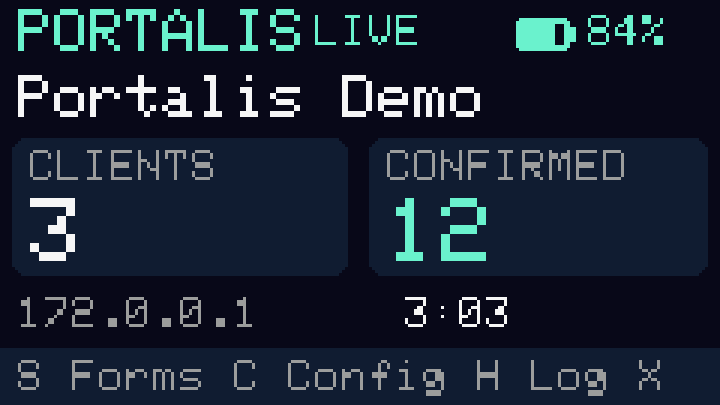 PORTALIS LIVE 84%
Portalis Demo
CLIENTS CONFIRMED
3 12
172.0.0.1 3:03
S Forms C Config H Log X